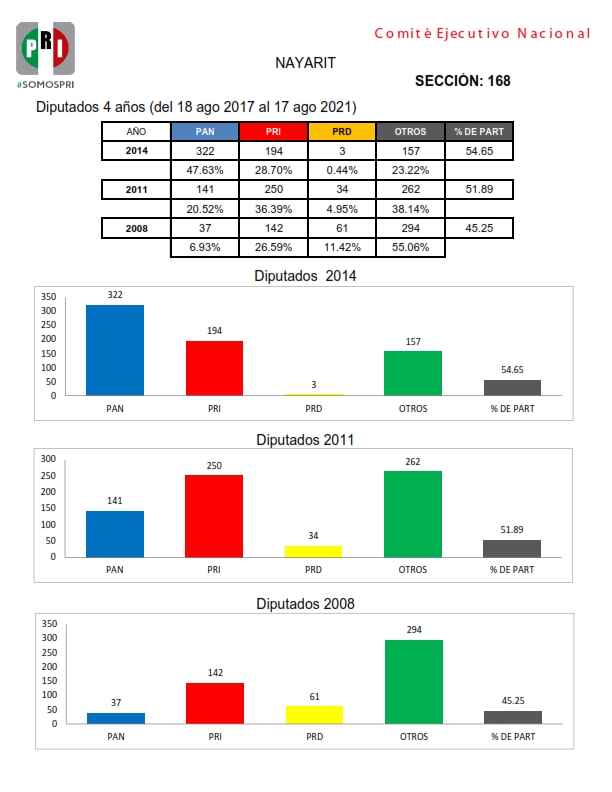 Comité Ejecutivo Nacional
PRI
#SOMOSPRI
NAYARIT
SECCIÓN: 168
Diputados 4 años (del 18 ago 2017 al 17 ago 2021)
AÑO PAN PRI PRD OTROS % DE PART
2014 322 194 3 157 54.65
47.63% 28.70% 0.44% 23.22%
2011 141 250 34 262 51.89
20.52% 36.39% 4.95% 38.14%
2008 37 142 61 294 45.25
6.93% 26.59% 11.42% 55.06%
Diputados 2014
350
300
250
200
150
100
50
0
322
194
3
157
54.65
PAN PRI PRD OTROS % DE PART
Diputados 2011
300
250
200
150
100
50
0
141
250
34
262
51.89
PAN PRI PRD OTROS % DE PART
Diputados 2008
350
300
250
200
150
100
50
0
37
142
61
294
45.25
PAN PRI PRD OTROS % DE PART